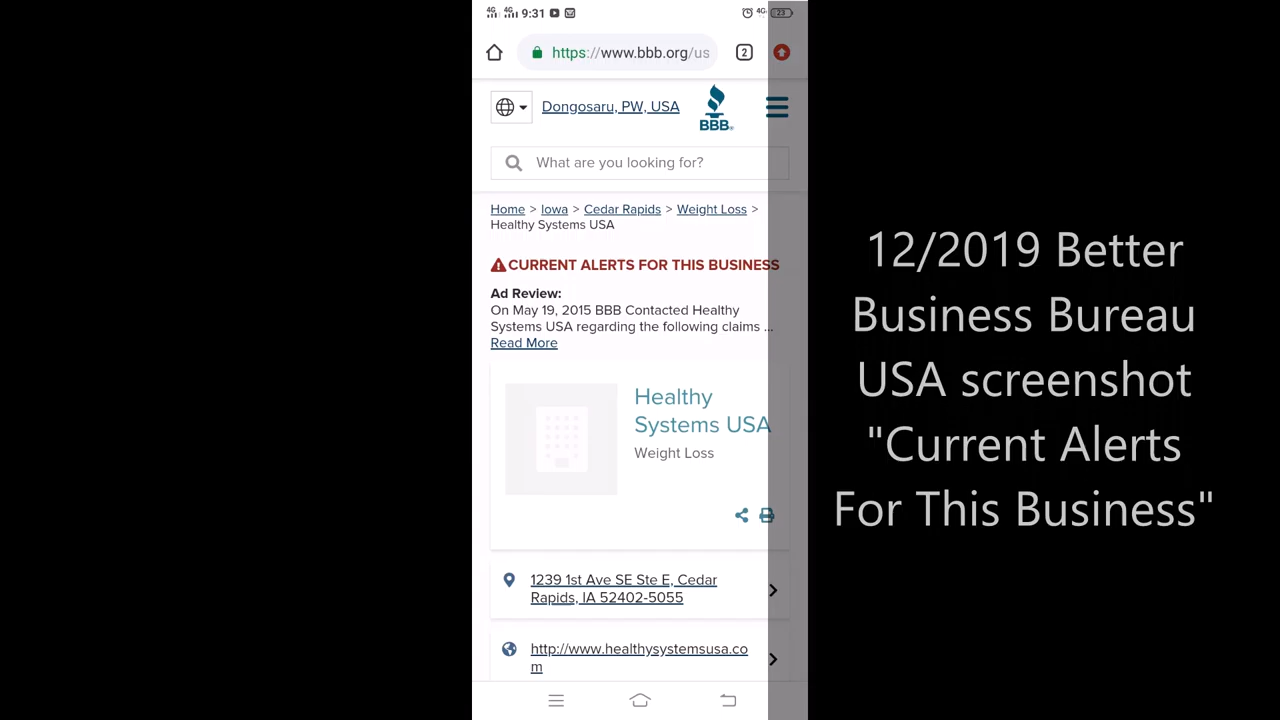 4G 4G 9:31 4G 23
https://www.bbb.org/us 2
Dongosaru, PW, USA
BBB®
What are you looking for?
Home > Iowa > Cedar Rapids > Weight Loss >
Healthy Systems USA
CURRENT ALERTS FOR THIS BUSINESS
Ad Review:
On May 19, 2015 BBB Contacted Healthy
Systems USA regarding the following claims ...
Read More
Healthy
Systems USA
Weight Loss
1239 1st Ave SE Ste E, Cedar
Rapids, IA 52402-5055
http://www.healthysystemsusa.co
m
12/2019 Better
Business Bureau
USA screenshot
"Current Alerts
For This Business"